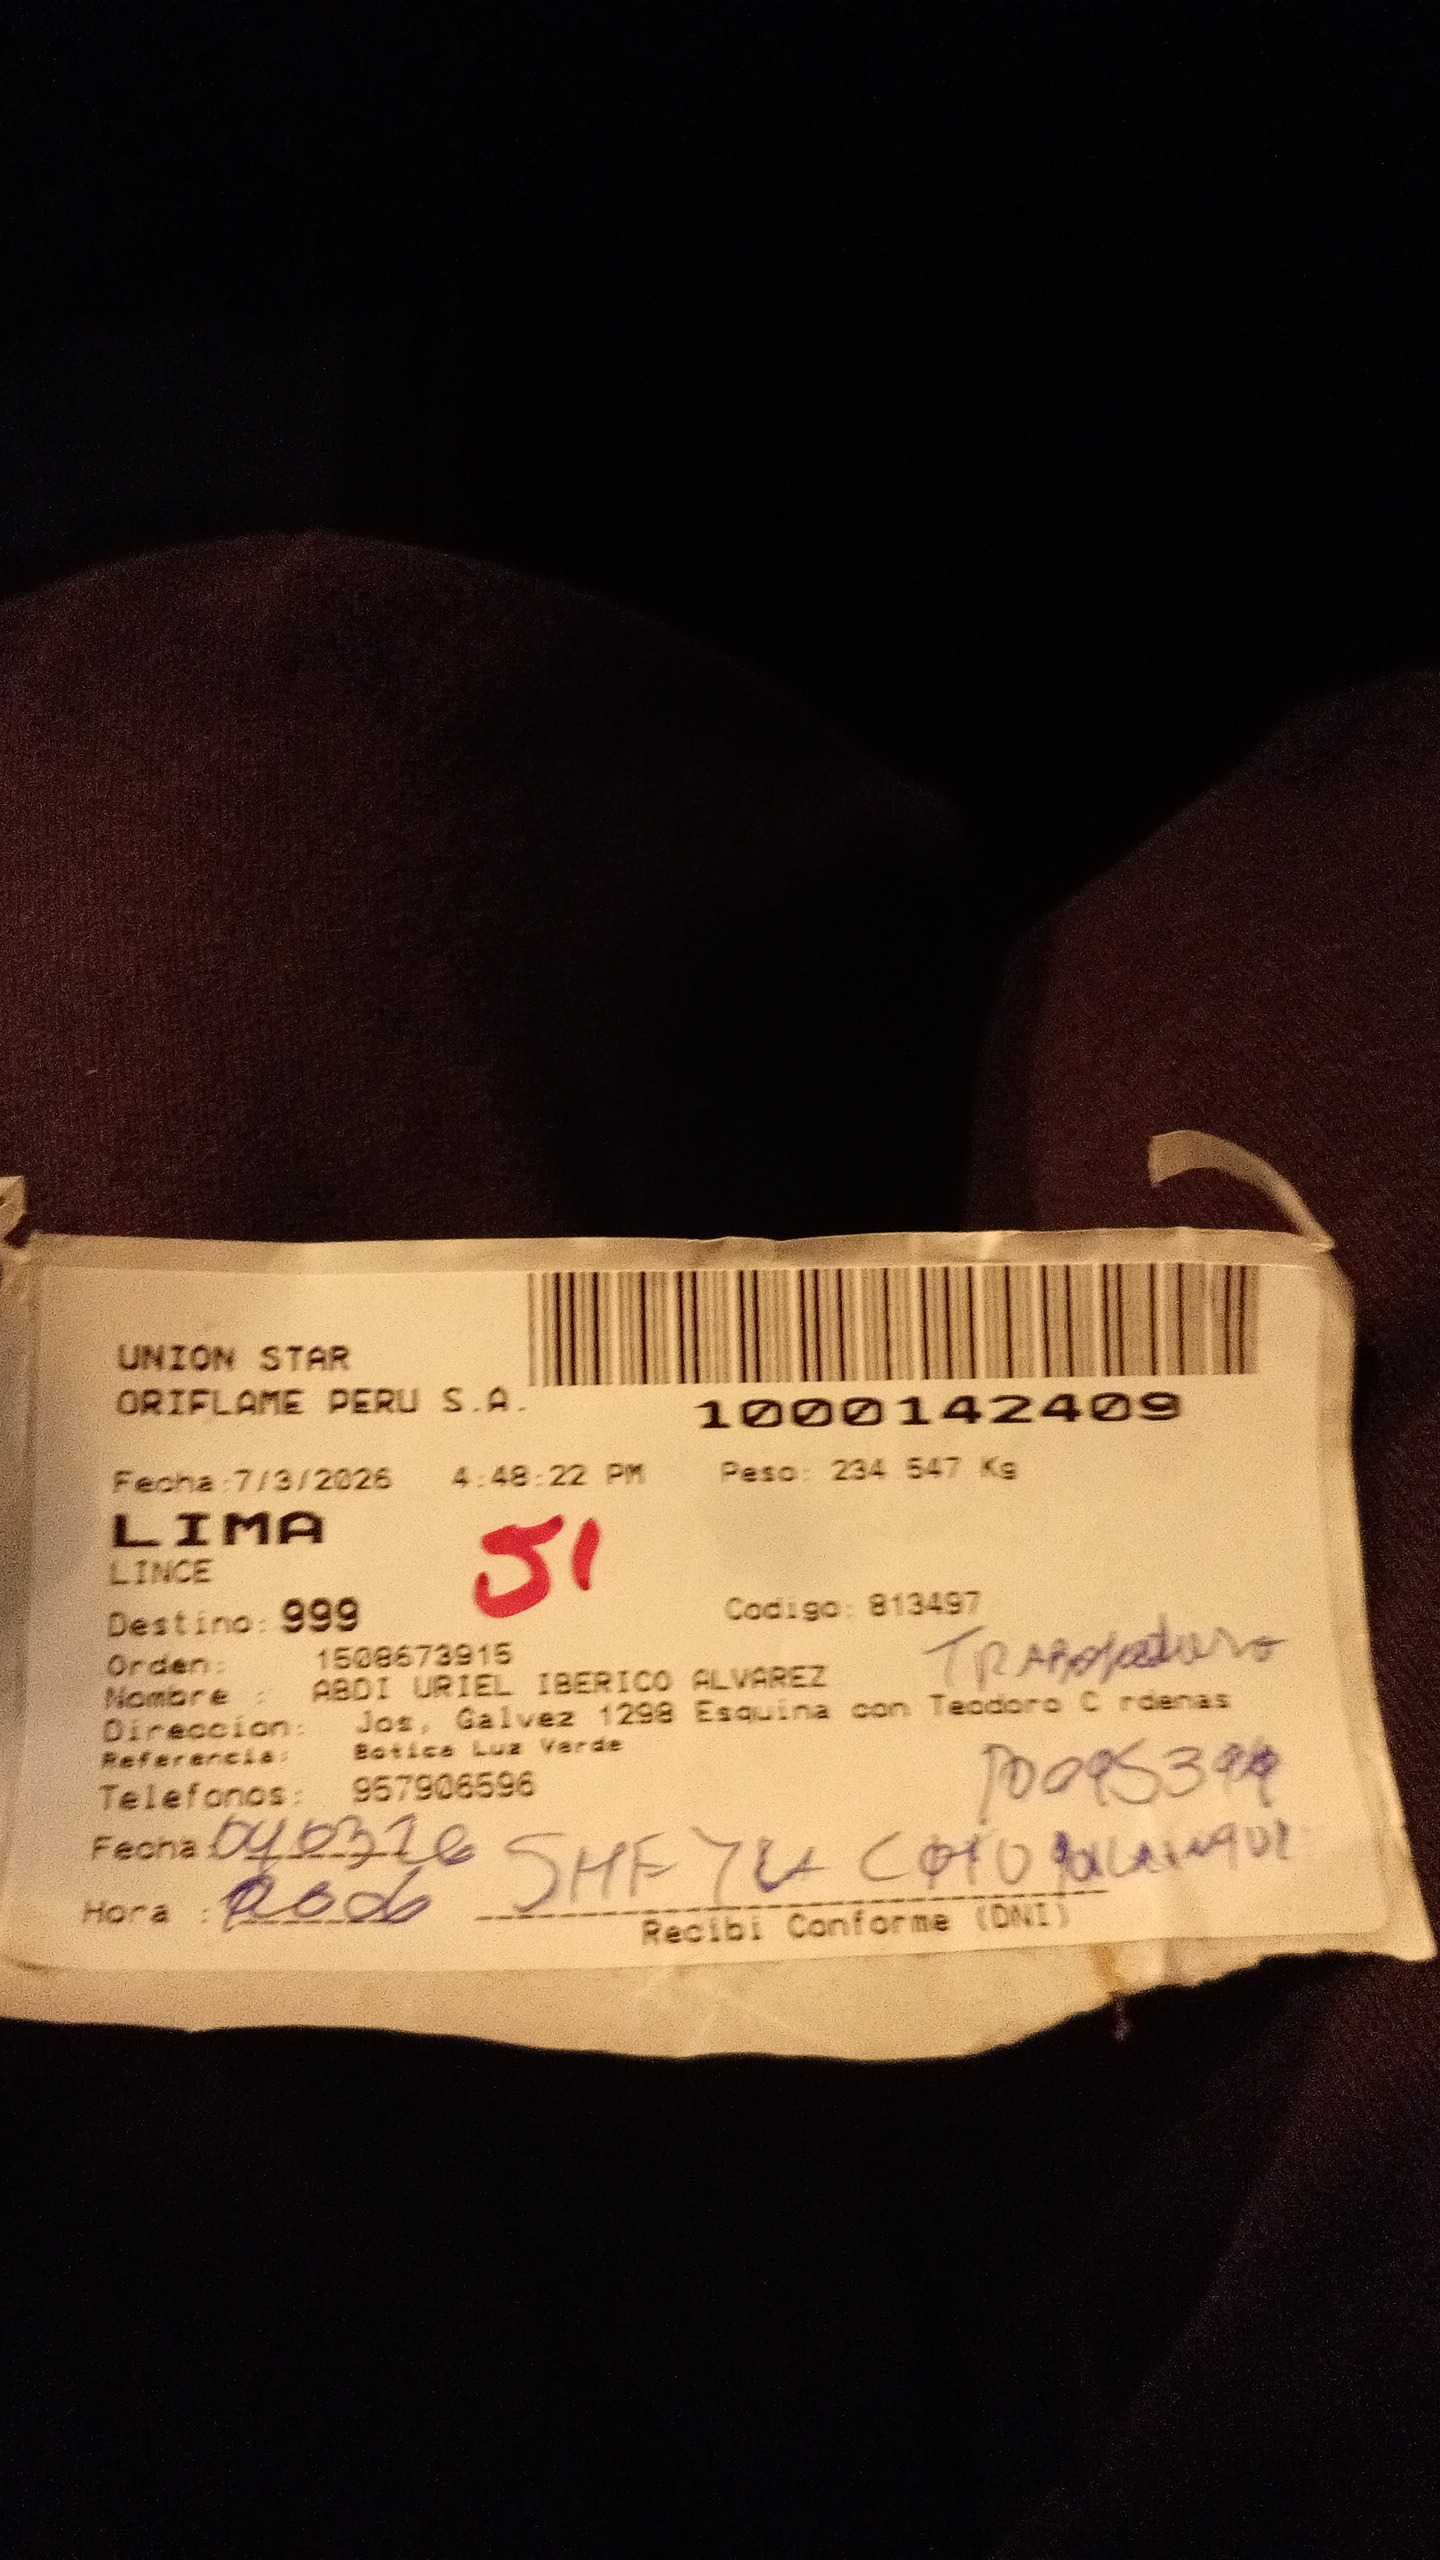 UNION STAR
ORIFLAME PERU S.A.
1000142409
Fecha:7/3/2026 4:48:22 PM Peso: 234 547 Kg
LIMA
51
LINCE
Destino: 999 Codigo: 813497
Orden: 1508673915
Nombre : ABDI URIEL IBERICO ALVAREZ
Direccion: Jos, Galvez 1298 Esquina con Teodoro C rdenas
Referencia: Botica Luz Verde
Telefonos: 957906596
Fecha:
Hora :
Recibi Conforme (DNI)